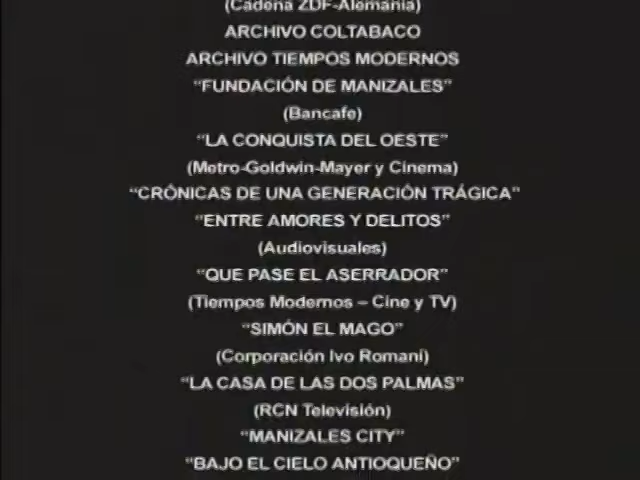 (Cadena ZDF-Alemania)
ARCHIVO COLTABACO
ARCHIVO TIEMPOS MODERNOS
“FUNDACIÓN DE MANIZALES”
(Bancafe)
“LA CONQUISTA DEL OESTE”
(Metro-Goldwin-Mayer y Cinema)
“CRÓNICAS DE UNA GENERACIÓN TRÁGICA”
“ENTRE AMORES Y DELITOS”
(Audiovisuales)
“QUE PASE EL ASERRADOR”
(Tiempos Modernos – Cine y TV)
“SIMÓN EL MAGO”
(Corporación Ivo Romani)
“LA CASA DE LAS DOS PALMAS”
(RCN Televisión)
“MANIZALES CITY”
“BAJO EL CIELO ANTIOQUEÑO”